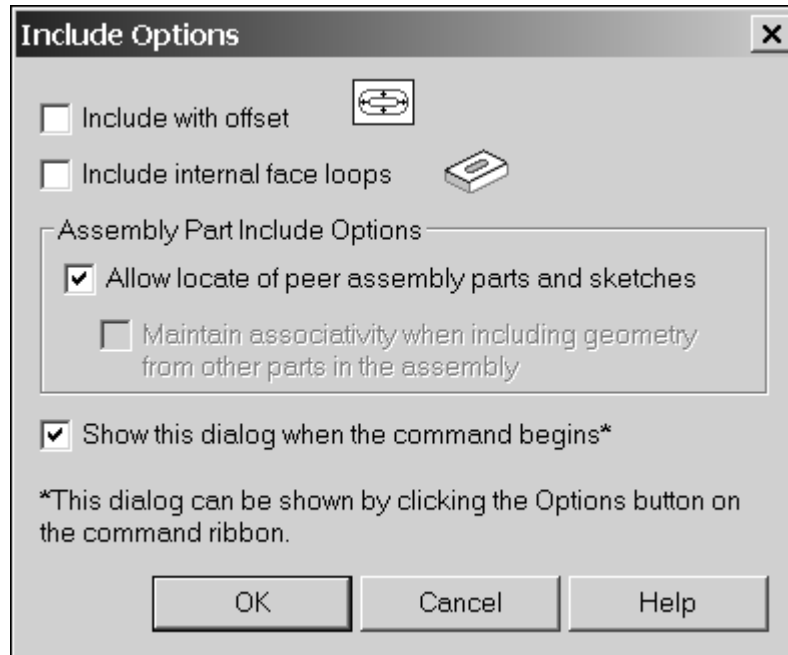 Include Options
Include with offset
Include internal face loops
Assembly Part Include Options
Allow locate of peer assembly parts and sketches
Maintain associativity when including geometry
from other parts in the assembly
Show this dialog when the command begins*
*This dialog can be shown by clicking the Options button on
the command ribbon.
OK Cancel Help